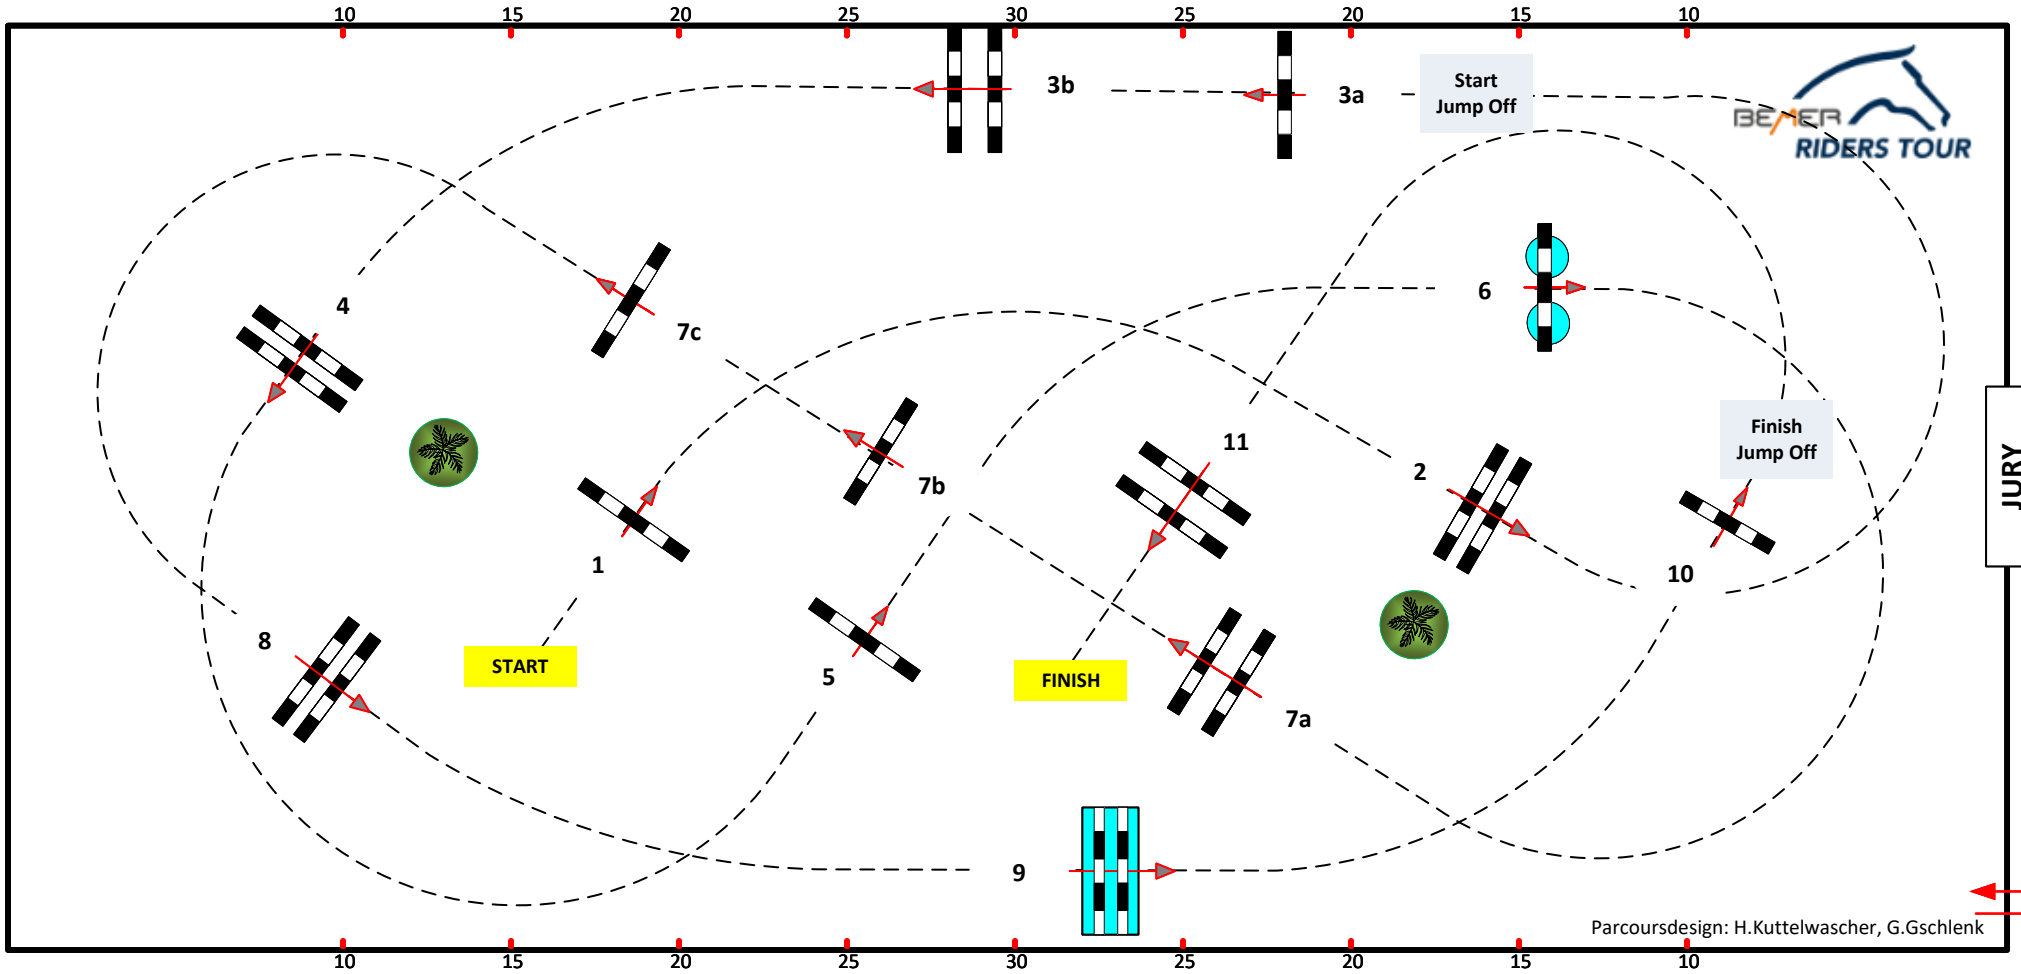 10 15 20 25 30 25 20 15 10
3b
3a
Start
Jump Off
BEMER
RIDERS TOUR
4
7c
6
7b
11
2
Finish
Jump Off
JURY
1
10
8
START
5
FINISH
7a
9
Parcoursdesign: H.Kuttelwascher, G.Gschlenk
10 15 20 25 30 25 20 15 10